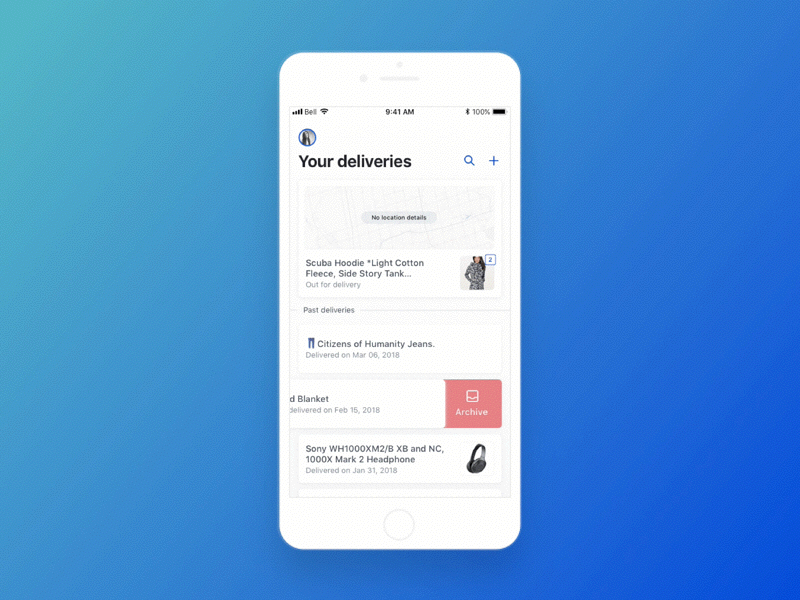 Bell 9:41 AM 100%
Your deliveries
No location details
Scuba Hoodie *Light Cotton
Fleece, Side Story Tank...
2
Out for delivery
Past deliveries
Citizens of Humanity Jeans.
Delivered on Mar 06, 2018
d Blanket
delivered on Feb 15, 2018
Archive
Sony WH1000XM2/B XB and NC,
1000X Mark 2 Headphone
Delivered on Jan 31, 2018